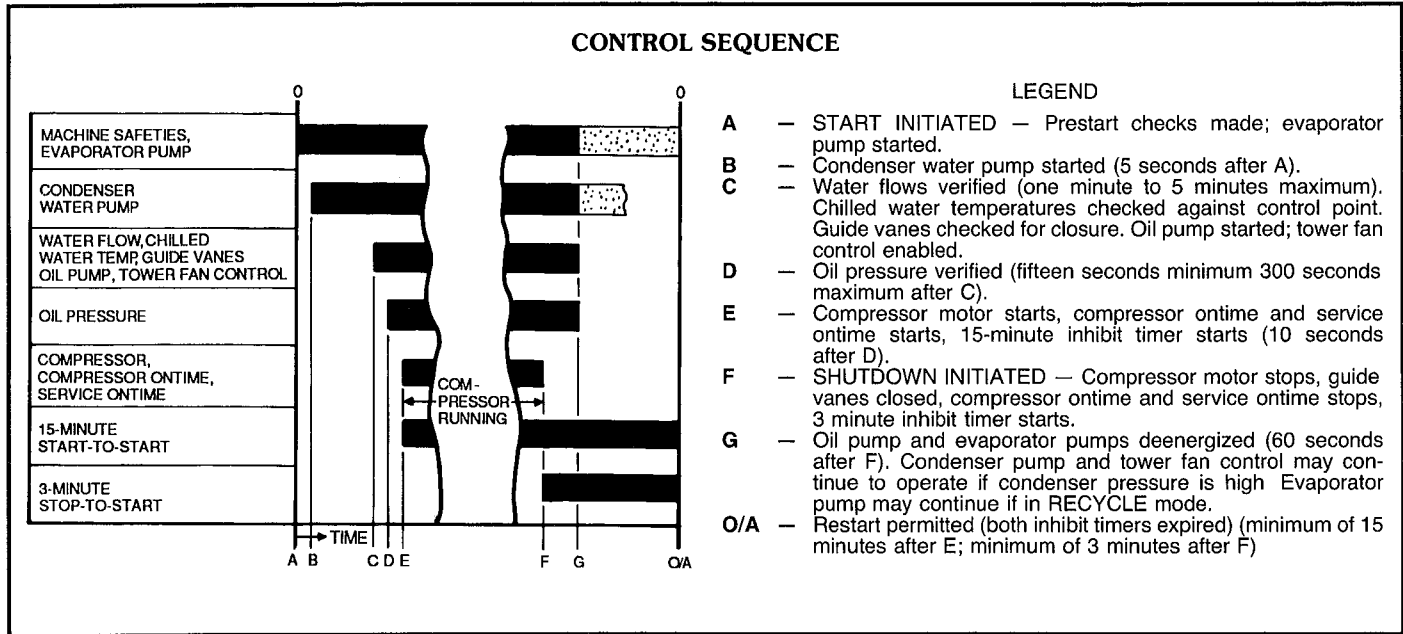 CONTROL SEQUENCE
0
0
MACHINE SAFETIES,
EVAPORATOR PUMP
CONDENSER
WATER PUMP
WATER FLOW, CHILLED
WATER TEMP, GUIDE VANES
OIL PUMP, TOWER FAN CONTROL
OIL PRESSURE
COMPRESSOR,
COMPRESSOR ONTIME,
SERVICE ONTIME
15-MINUTE
START-TO-START
3-MINUTE
STOP-TO-START
COM-
PRESSOR
RUNNING
TIME
A B C D E F G O/A
LEGEND
A — START INITIATED — Prestart checks made; evaporator
pump started.
B — Condenser water pump started (5 seconds after A).
C — Water flows verified (one minute to 5 minutes maximum).
Chilled water temperatures checked against control point.
Guide vanes checked for closure. Oil pump started; tower fan
control enabled.
D — Oil pressure verified (fifteen seconds minimum 300 seconds
maximum after C).
E — Compressor motor starts, compressor ontime and service
ontime starts, 15-minute inhibit timer starts (10 seconds
after D).
F — SHUTDOWN INITIATED — Compressor motor stops, guide
vanes closed, compressor ontime and service ontime stops,
3 minute inhibit timer starts.
G — Oil pump and evaporator pumps deenergized (60 seconds
after F). Condenser pump and tower fan control may con-
tinue to operate if condenser pressure is high Evaporator
pump may continue if in RECYCLE mode.
O/A — Restart permitted (both inhibit timers expired) (minimum of 15
minutes after E; minimum of 3 minutes after F)